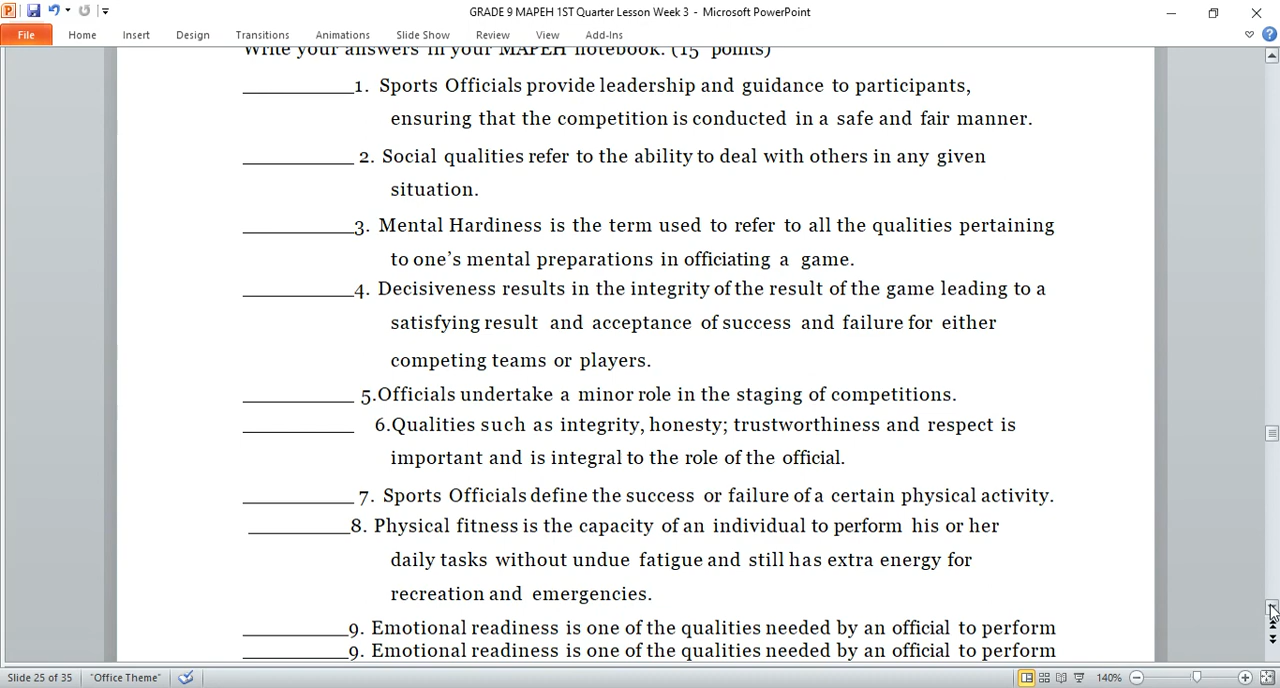 GRADE 9 MAPEH 1ST Quarter Lesson Week 3 - Microsoft PowerPoint
File Home Insert Design Transitions Animations Slide Show Review View Add-Ins
Write your answers in your MAPEH notebook. (15 points)
____________1. Sports Officials provide leadership and guidance to participants,
ensuring that the competition is conducted in a safe and fair manner.
____________ 2. Social qualities refer to the ability to deal with others in any given
situation.
____________3. Mental Hardiness is the term used to refer to all the qualities pertaining
to one’s mental preparations in officiating a game.
____________4. Decisiveness results in the integrity of the result of the game leading to a
satisfying result and acceptance of success and failure for either
competing teams or players.
____________ 5.Officials undertake a minor role in the staging of competitions.
____________ 6.Qualities such as integrity, honesty; trustworthiness and respect is
important and is integral to the role of the official.
____________ 7. Sports Officials define the success or failure of a certain physical activity.
___________8. Physical fitness is the capacity of an individual to perform his or her
daily tasks without undue fatigue and still has extra energy for
recreation and emergencies.
___________9. Emotional readiness is one of the qualities needed by an official to perform
___________9. Emotional readiness is one of the qualities needed by an official to perform
Slide 25 of 35 "Office Theme" 140%